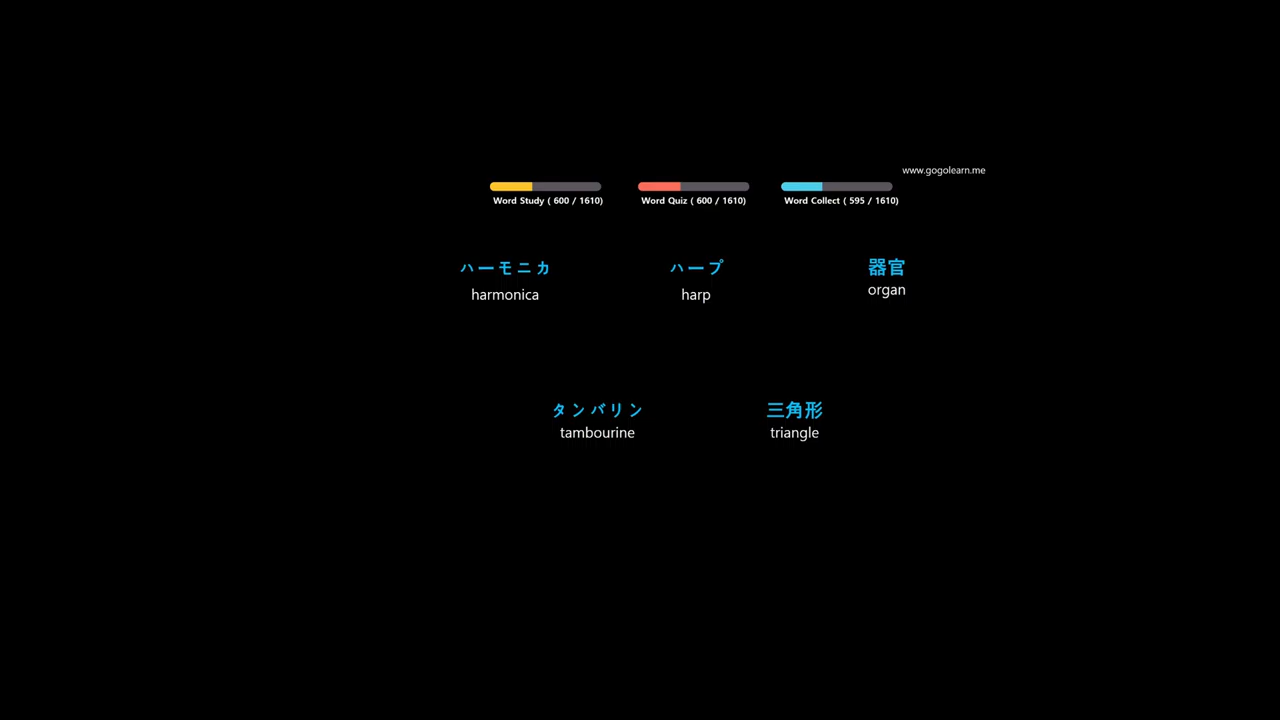 www.gogolearn.me
Word Study ( 600 / 1610)
Word Quiz ( 600 / 1610)
Word Collect ( 595 / 1610)
ハーモニカ
harmonica
ハープ
harp
器官
organ
タンバリン
tambourine
三角形
triangle